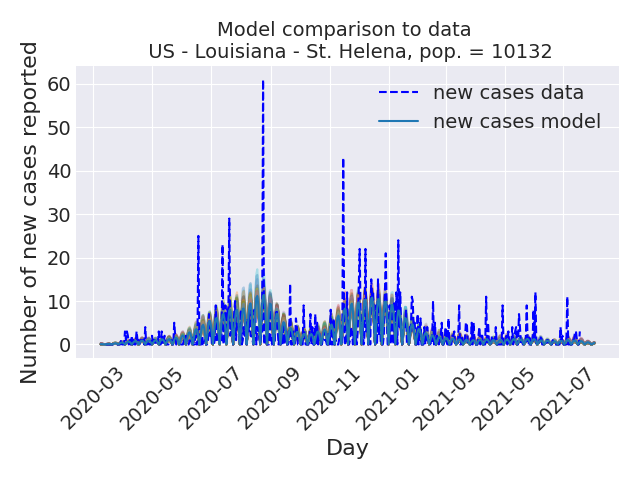 Model comparison to data
US - Louisiana - St. Helena, pop. = 10132
Number of new cases reported
60
50
40
30
20
10
0
new cases data
new cases model
2020-03
2020-05
2020-07
2020-09
2020-11
2021-01
2021-03
2021-05
2021-07
Day